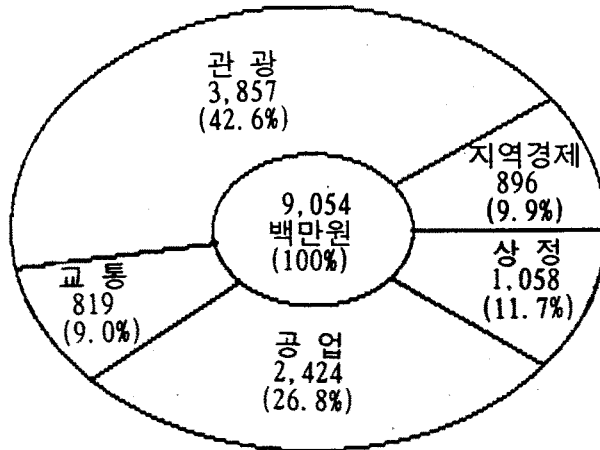 관 광
3,857
(42.6%)
지역경제
896
(9.9%)
9,054
백만원
(100%)
상 정
1,058
(11.7%)
교 통
819
(9.0%)
공 업
2,424
(26.8%)